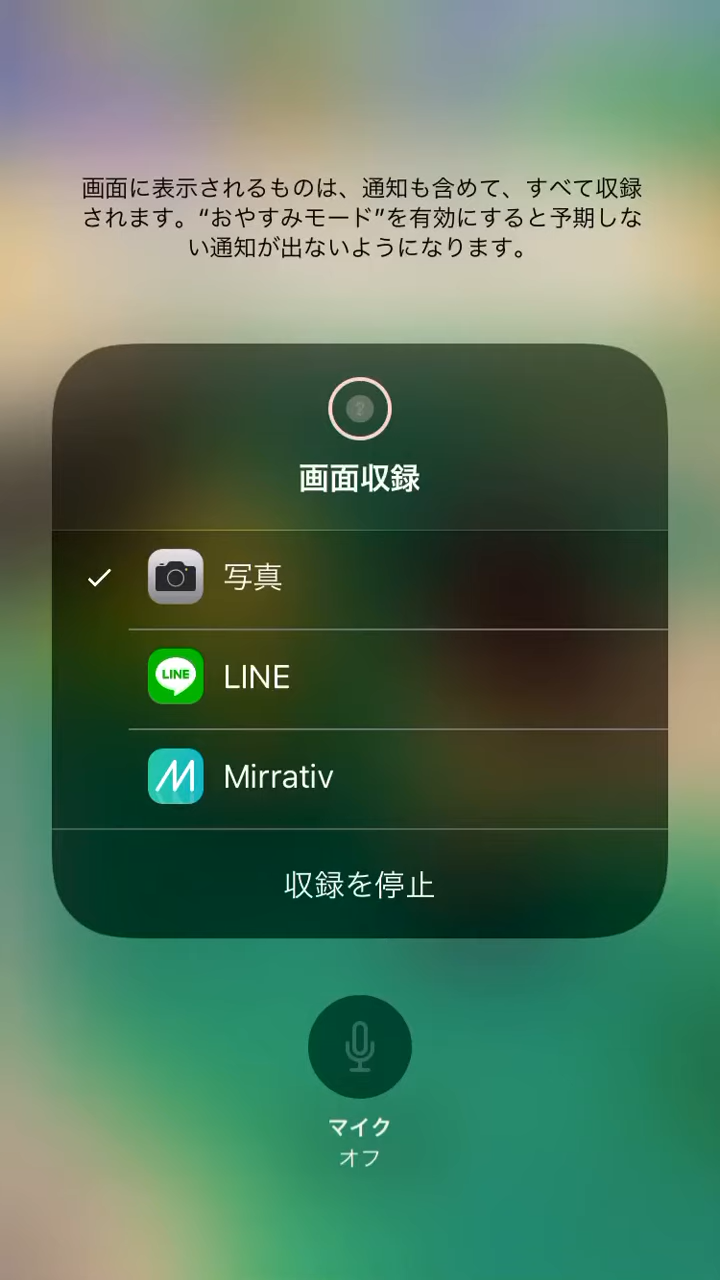 画面に表示されるものは、通知も含めて、すべて収録
されます。“おやすみモード”を有効にすると予期しな
い通知が出ないようになります。
?
画面収録
写真
LINE
LINE
Mirrativ
収録を停止
マイク
オフ